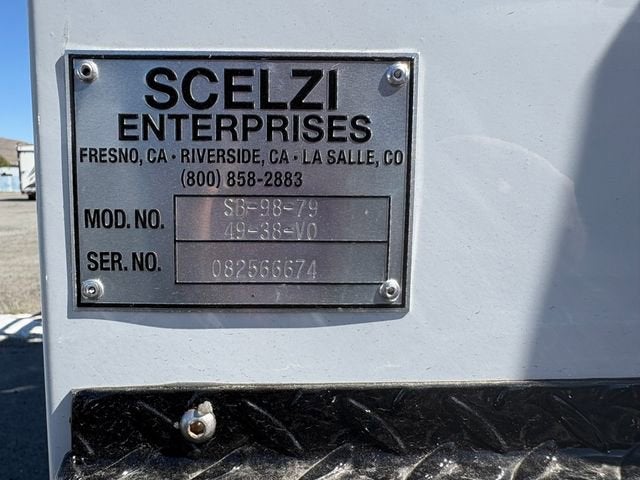 SCELZI
ENTERPRISES
FRESNO, CA · RIVERSIDE, CA · LA SALLE, CO
(800) 858-2883
MOD. NO. SB-98-79
49-38-VO
SER. NO. 082566674